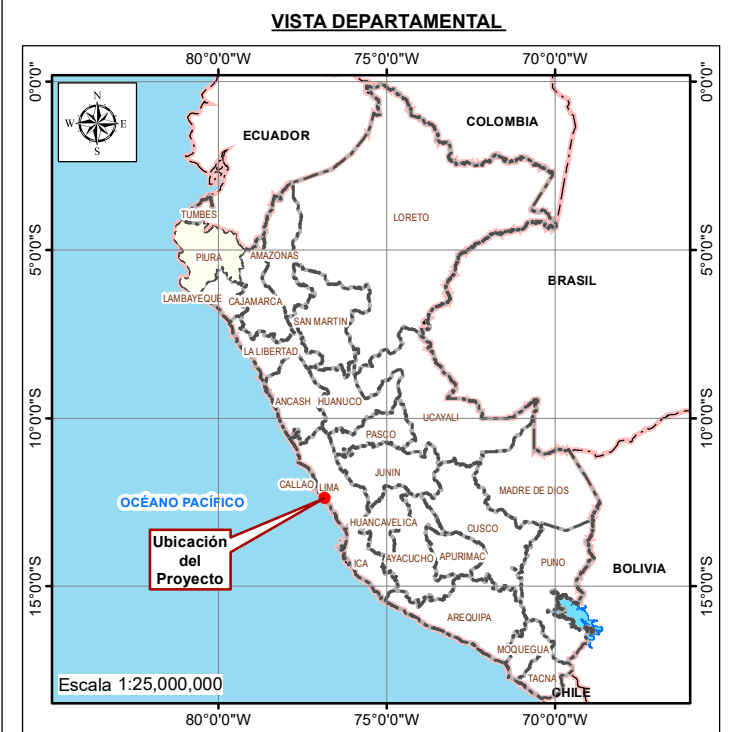 VISTA DEPARTAMENTAL
80°0'0"W 75°0'0"W 70°0'0"W
0°0'0" 0°0'0"
N
W E
S
ECUADOR
COLOMBIA
TUMBES
LORETO
5°0'0"S 5°0'0"S
PIURA AMAZONAS
BRASIL
LAMBAYEQUE CAJAMARCA
SAN MARTIN
LA LIBERTAD
ANCASH HUANUCO
UCAYALI
10°0'0"S 10°0'0"S
PASCO
JUNIN
CALLAO LIMA
MADRE DE DIOS
OCÉANO PACÍFICO
HUANCAVELICA
CUSCO
Ubicación
del
Proyecto
ICA AYACUCHO APURIMAC
PUNO
BOLIVIA
15°0'0"S 15°0'0"S
AREQUIPA
MOQUEGUA
TACNA
Escala 1:25,000,000
CHILE
80°0'0"W 75°0'0"W 70°0'0"W